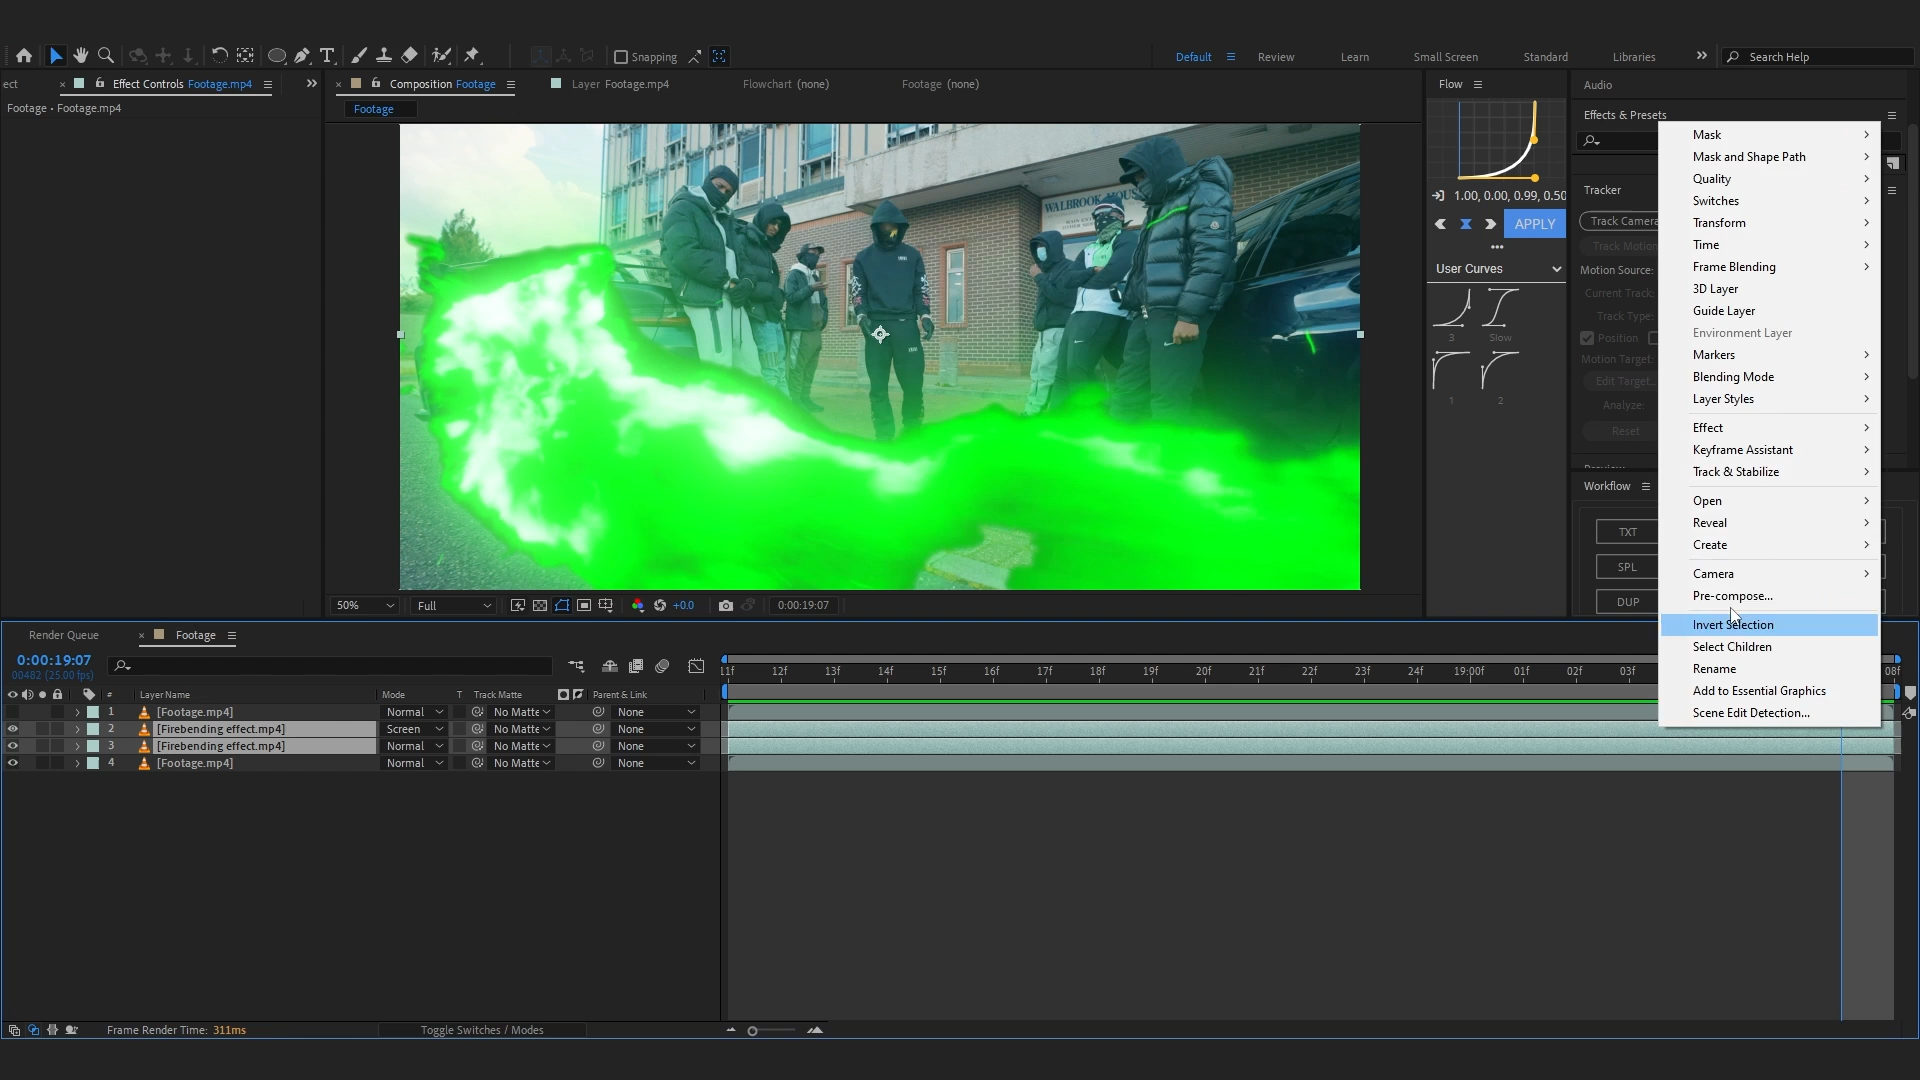 Snapping
Default
Review
Learn
Small Screen
Standard
Libraries
Search Help
ect
Effect Controls Footage.mp4
Composition Footage
Layer Footage.mp4
Flowchart (none)
Footage (none)
Flow
Audio
Footage • Footage.mp4
Footage
Effects & Presets
WALBROOK HOUSE
1.00, 0.00, 0.99, 0.50
APPLY
User Curves
3
Slow
1
2
Tracker
Track Camera
Track Motion
Motion Source:
Current Track:
Track Type:
Position
Motion Target:
Edit Target...
Analyze:
Reset
Workflow
TXT
SPL
DUP
Mask
Mask and Shape Path
Quality
Switches
Transform
Time
Frame Blending
3D Layer
Guide Layer
Environment Layer
Markers
Blending Mode
Layer Styles
Effect
Keyframe Assistant
Track & Stabilize
Open
Reveal
Create
Camera
Pre-compose...
Invert Selection
Select Children
Rename
Add to Essential Graphics
Scene Edit Detection...
50%
Full
+0.0
0:00:19:07
Render Queue
Footage
0:00:19:07
00482 (25.00 fps)
11f 12f 13f 14f 15f 16f 17f 18f 19f 20f 21f 22f 23f 24f 19:00f 01f 02f 03f 08f
# Layer Name Mode T Track Matte Parent & Link
1 [Footage.mp4] Normal No Matte None
2 [Firebending effect.mp4] Screen No Matte None
3 [Firebending effect.mp4] Normal No Matte None
4 [Footage.mp4] Normal No Matte None
Frame Render Time: 311ms
Toggle Switches / Modes